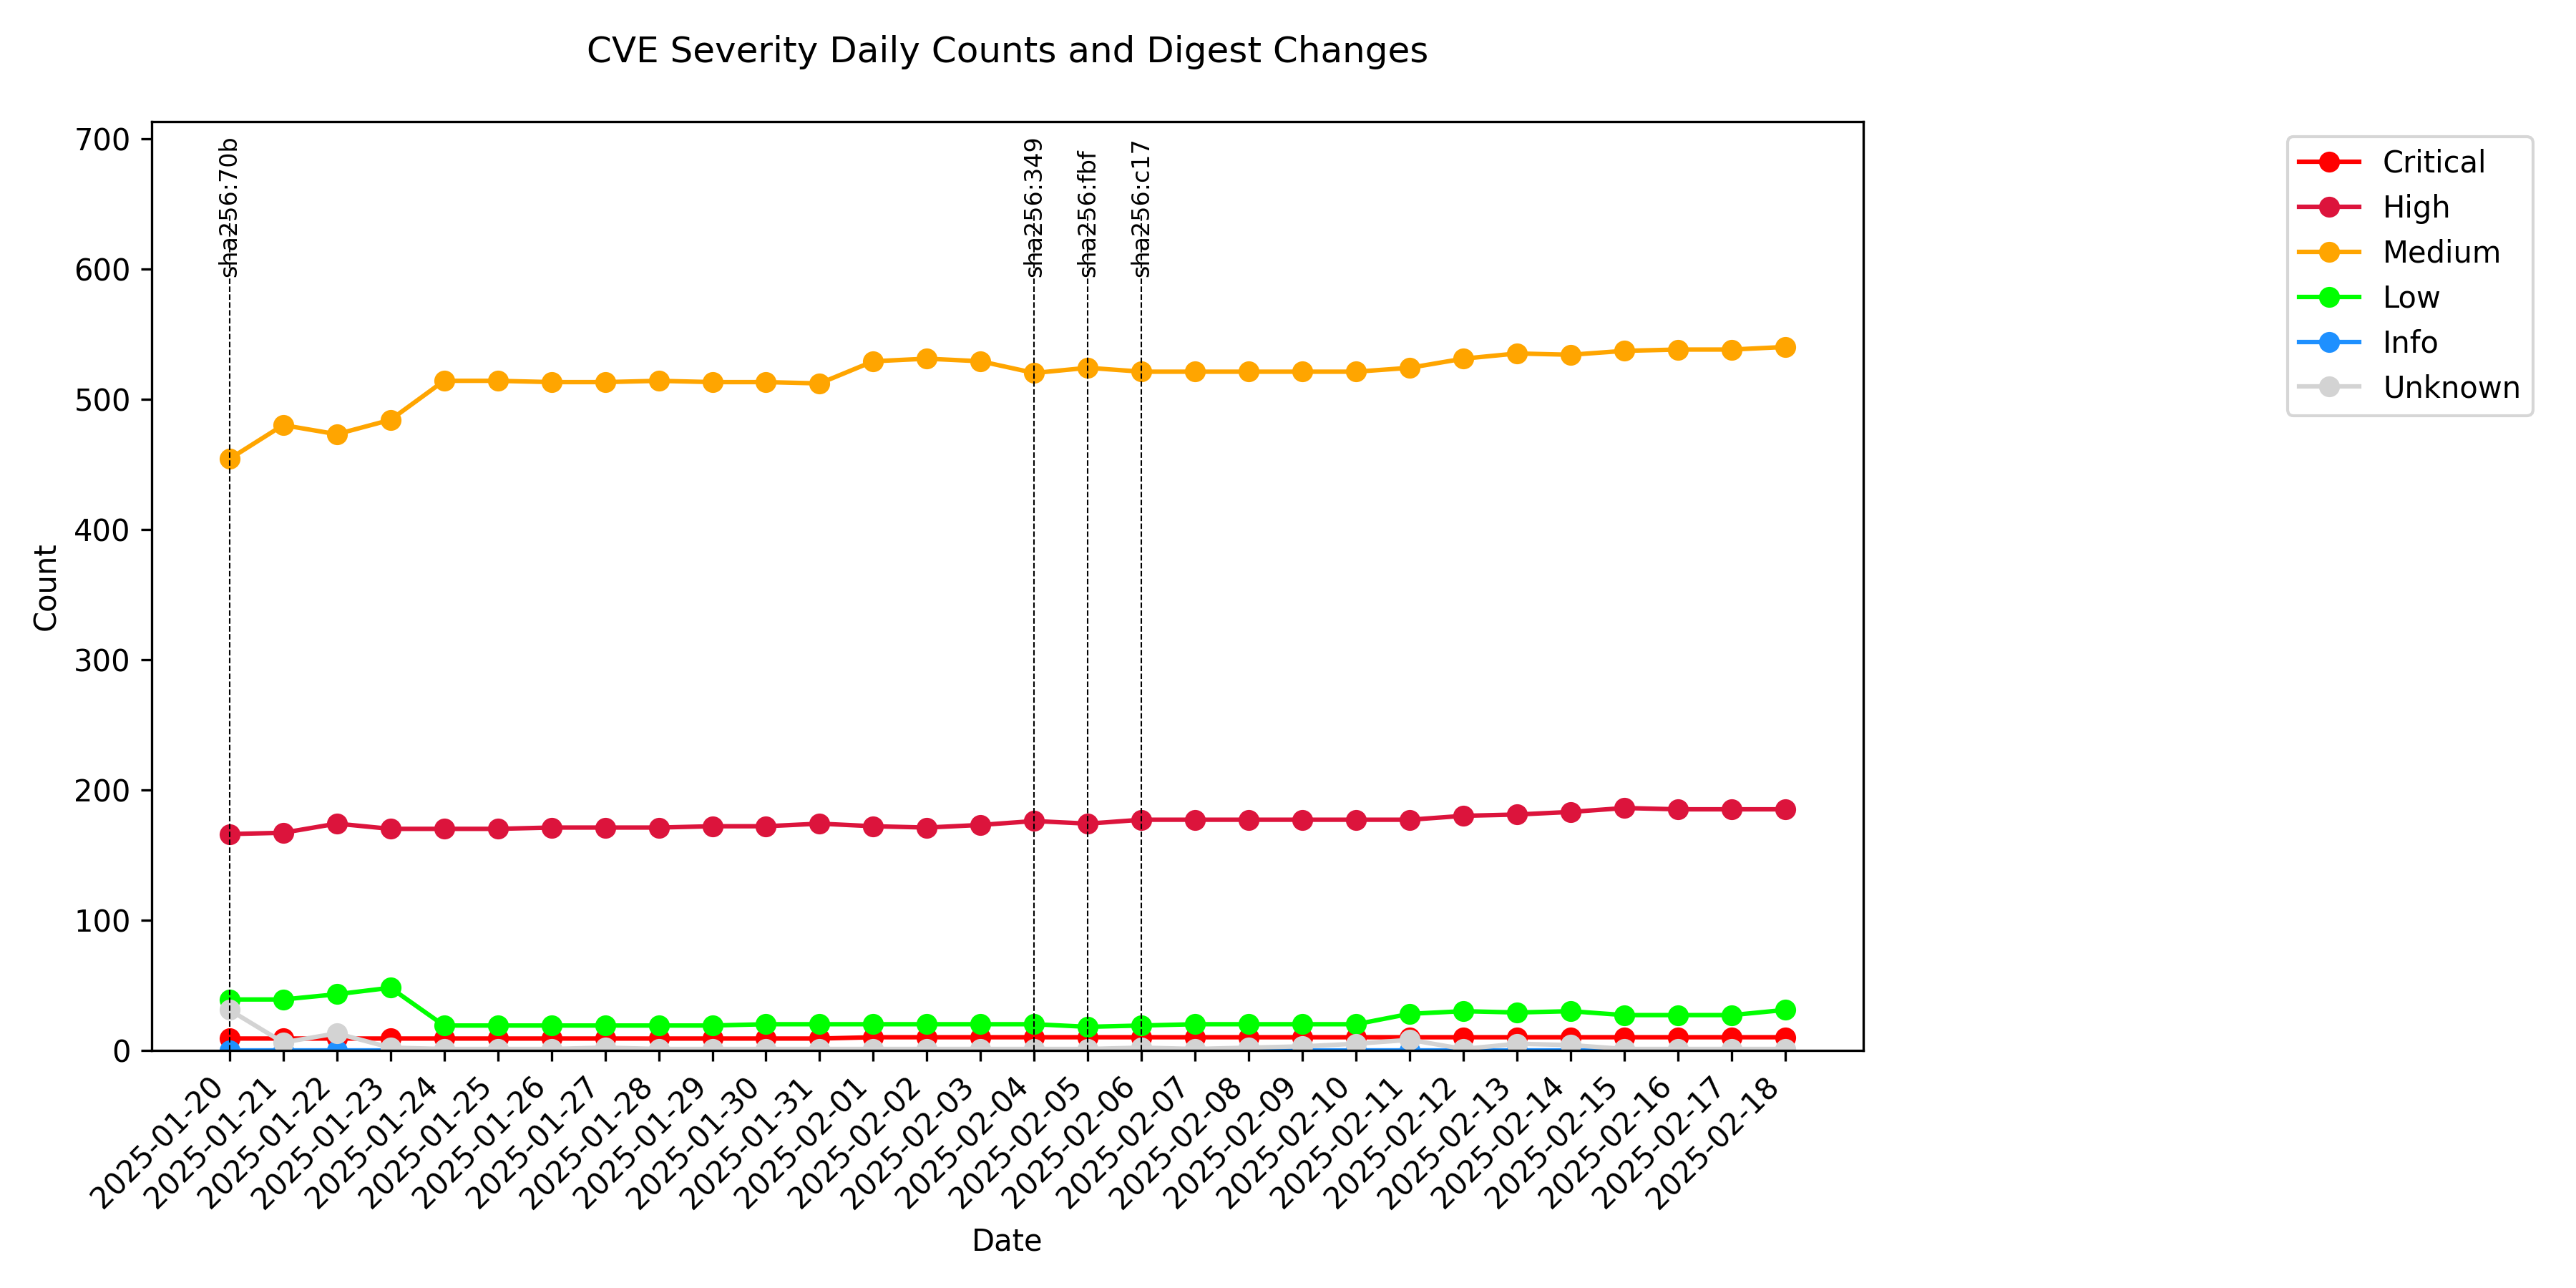 CVE Severity Daily Counts and Digest Changes
700
600
500
400
300
200
100
0
Count
sha256:70b
sha256:349
sha256:fbf
sha256:c17
2025-01-20
2025-01-21
2025-01-22
2025-01-23
2025-01-24
2025-01-25
2025-01-26
2025-01-27
2025-01-28
2025-01-29
2025-01-30
2025-01-31
2025-02-01
2025-02-02
2025-02-03
2025-02-04
2025-02-05
2025-02-06
2025-02-07
2025-02-08
2025-02-09
2025-02-10
2025-02-11
2025-02-12
2025-02-13
2025-02-14
2025-02-15
2025-02-16
2025-02-17
2025-02-18
Date
Critical
High
Medium
Low
Info
Unknown